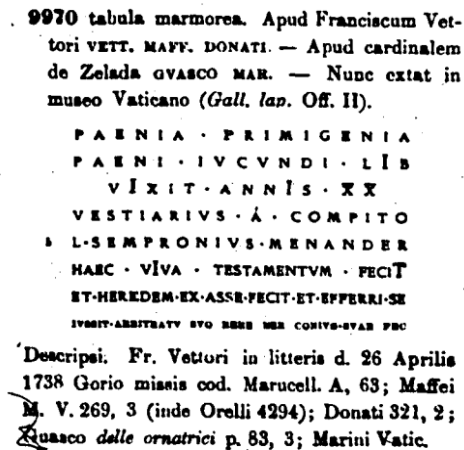 9970 tabula marmorea. Apud Franciscum Vet-
tori VETT. MAFF. DONATI. — Apud cardinalem
de Zelada GVASCO MAR. — Nunc extat in
museo Vaticano (Gall. lap. Off. II).
PAENIA · PRIMIGENIA
PAENI · IVCVNDI · LIB
VIXIT · ANNIS · XX
VESTIARIVS · Á · COMPITO
L·SEMPRONIVS·MENANDER
HAEC · VIVA · TESTAMENTVM · FECIT
ET·HEREDEM·EX·ASSE·FECIT·ET·EFFERRI·SE
IVSSIT·ARBITRATV SVO CONIVG·SVAE FEC
Descripsi. Fr. Vettori in litteris d. 26 Aprilis
1738 Gorio missis cod. Marucell. A, 63; Maffei
M. V. 269, 3 (inde Orelli 4294); Donati 321, 2;
Guasco delle ornatrici p. 83, 3; Marini Vatic.